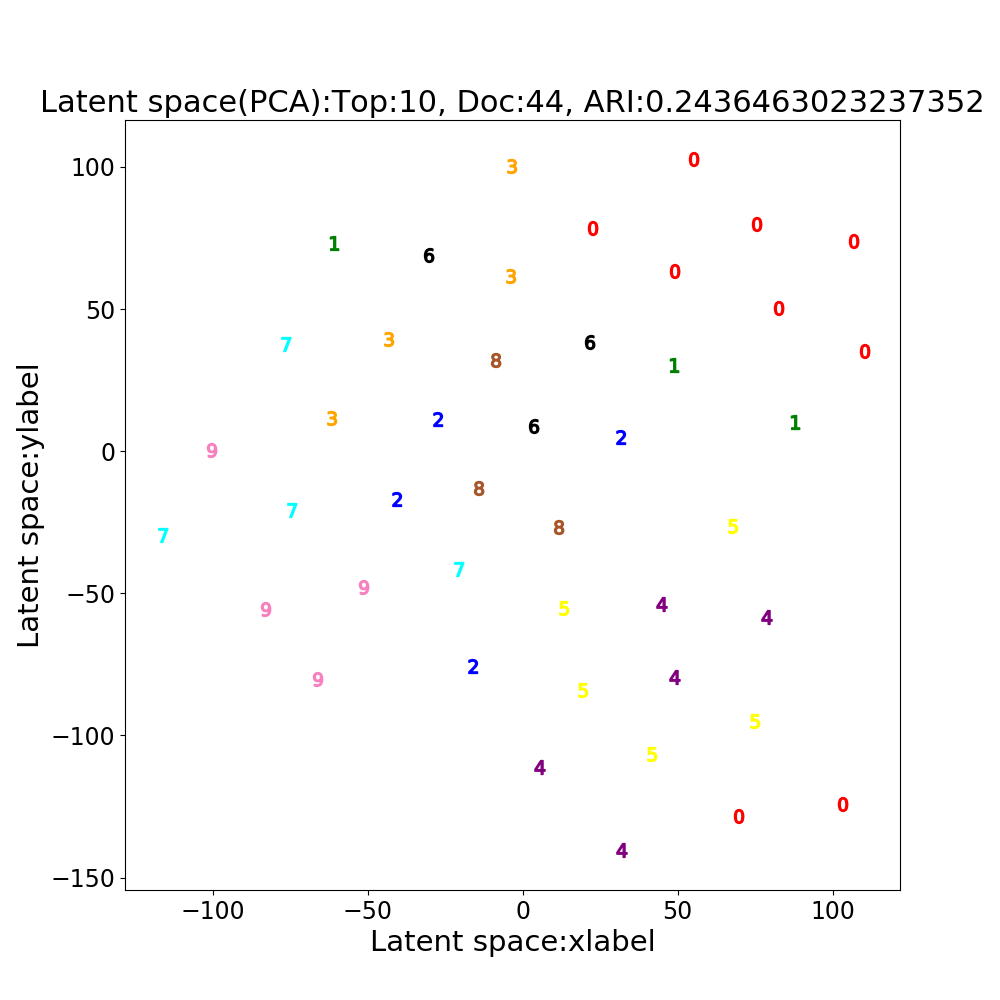 Latent space(PCA):Top:10, Doc:44, ARI:0.2436463023237352
3 0
0 0 0
1 6 3 0
0
7 3 8 6 1 0
3 2 6 2 1
9
7 7 2 8 8 5
7
9 9 5 4 4
2
9 5 4
5 5
4
0 0
4
100
50
0
−50
−100
−150
Latent space:ylabel
−100 −50 0 50 100
Latent space:xlabel